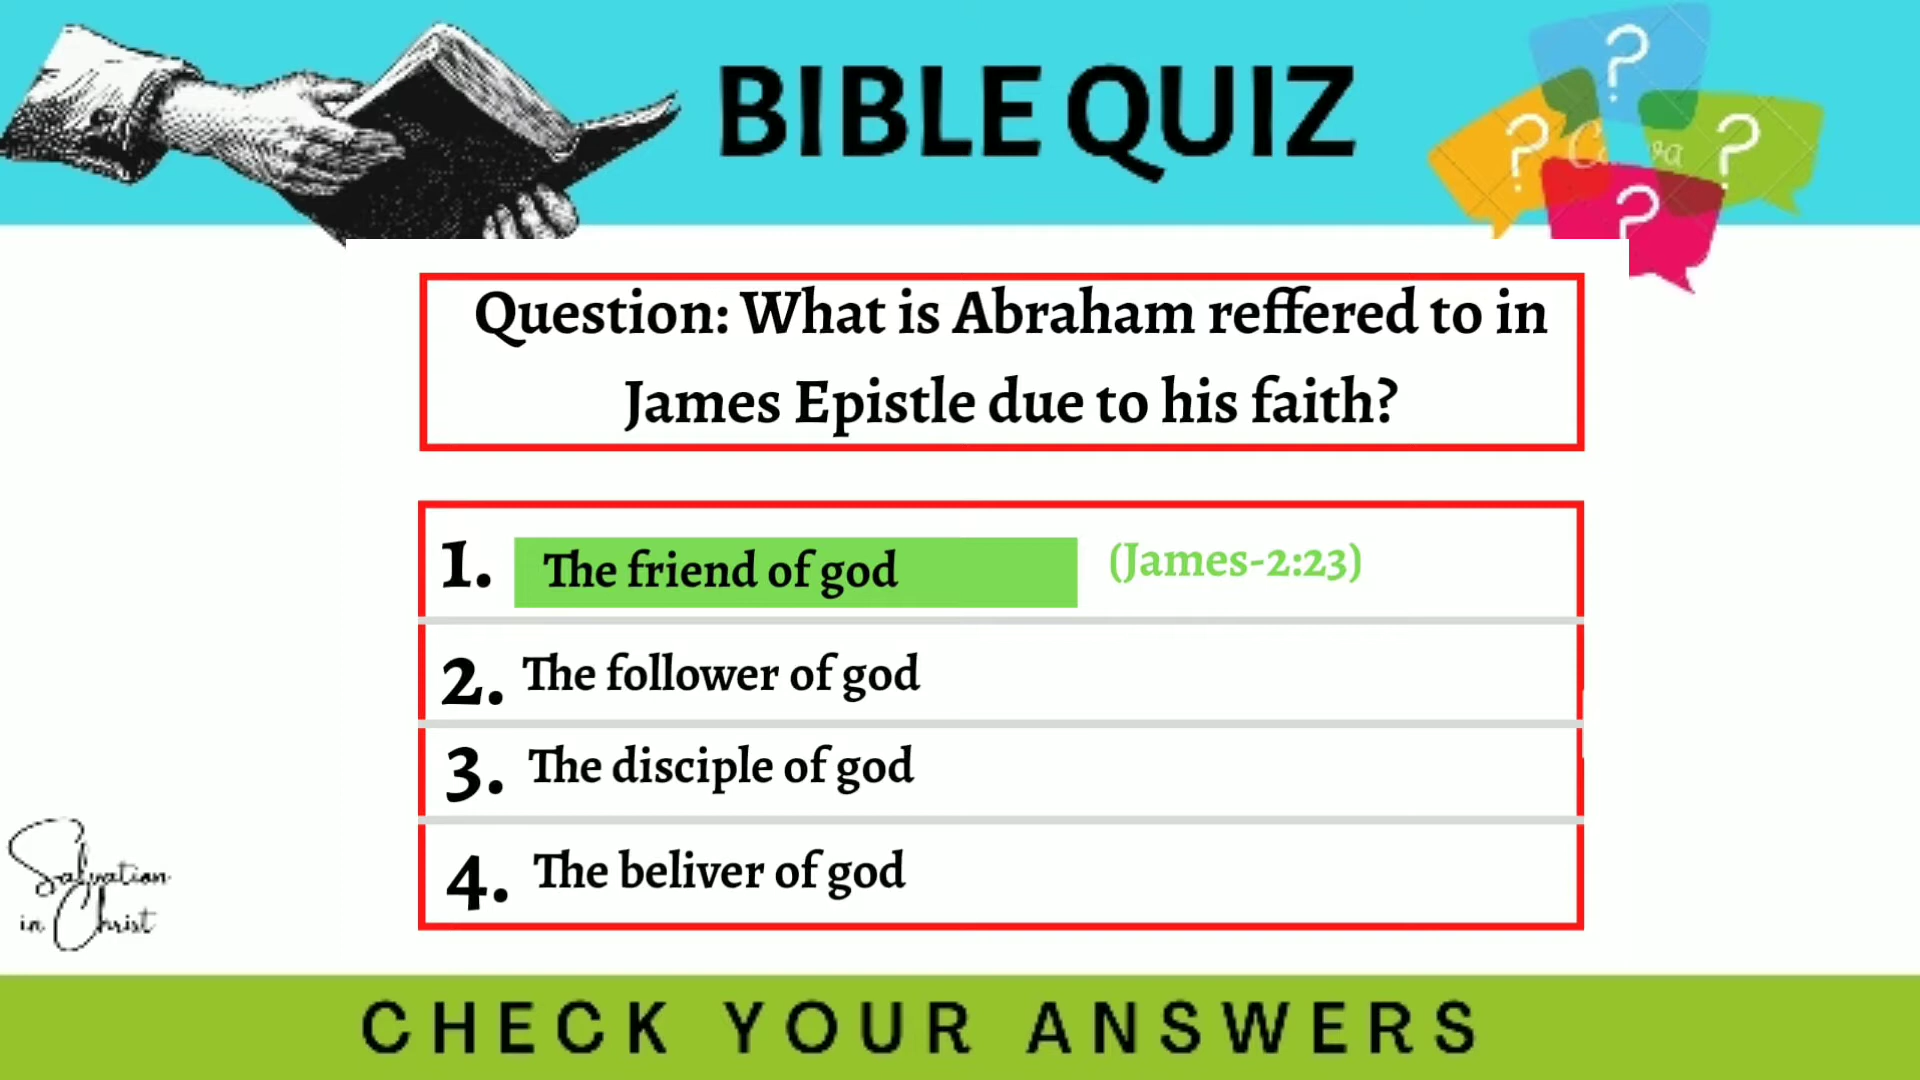 BIBLE QUIZ
? ? ? ?
Question: What is Abraham reffered to in
James Epistle due to his faith?
1. The friend of god (James-2:23)
2. The follower of god
3. The disciple of god
4. The beliver of god
Salvation
in Christ
CHECK YOUR ANSWERS